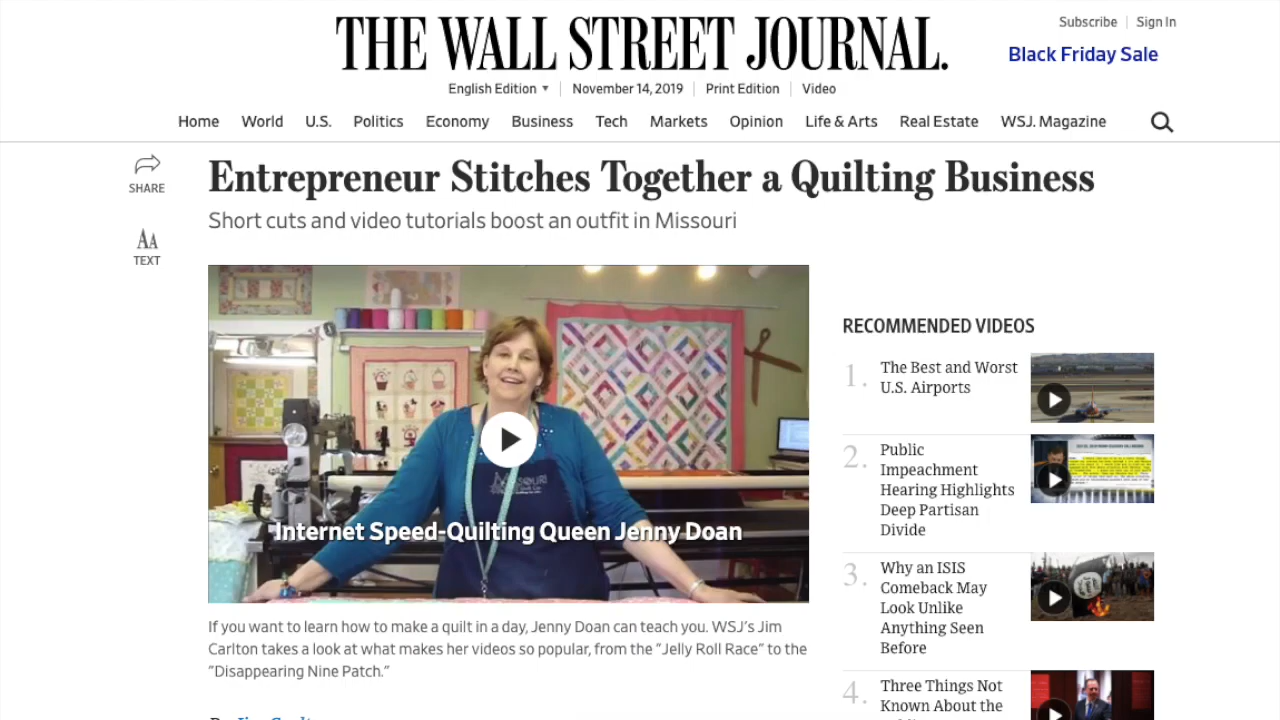 THE WALL STREET JOURNAL.
Subscribe Sign In
Black Friday Sale
English Edition November 14, 2019 Print Edition Video
Home World U.S. Politics Economy Business Tech Markets Opinion Life & Arts Real Estate WSJ. Magazine
SHARE
AA
TEXT
Entrepreneur Stitches Together a Quilting Business
Short cuts and video tutorials boost an outfit in Missouri
Internet Speed-Quilting Queen Jenny Doan
If you want to learn how to make a quilt in a day, Jenny Doan can teach you. WSJ's Jim
Carlton takes a look at what makes her videos so popular, from the "Jelly Roll Race" to the
"Disappearing Nine Patch."
RECOMMENDED VIDEOS
1. The Best and Worst
U.S. Airports
2. Public
Impeachment
Hearing Highlights
Deep Partisan
Divide
3. Why an ISIS
Comeback May
Look Unlike
Anything Seen
Before
4. Three Things Not
Known About the